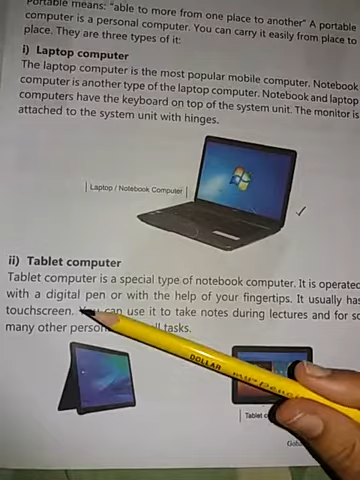 Portable means: "able to more from one place to another" A portable
computer is a personal computer. You can carry it easily from place to
place. They are three types of it:
i) Laptop computer
The laptop computer is the most popular mobile computer. Notebook
computer is another type of the laptop computer. Notebook and laptop
computers have the keyboard on top of the system unit. The monitor is
attached to the system unit with hinges.
Laptop / Notebook Computer
ii) Tablet computer
Tablet computer is a special type of notebook computer. It is operated
with a digital pen or with the help of your fingertips. It usually has
touchscreen. You can use it to take notes during lectures and for so
many other tasks.
DOLLAR my Pencil
Tablet